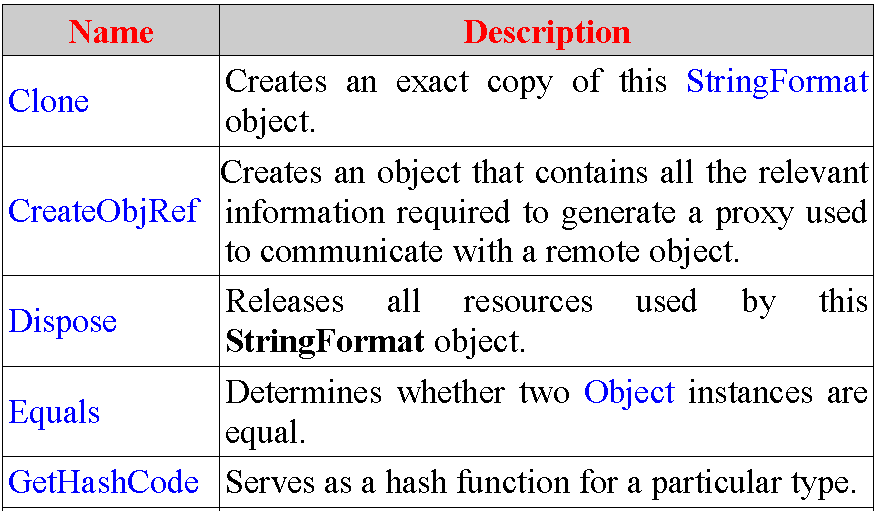 Name Description
Clone
Creates an exact copy of this StringFormat
object.
CreateObjRef
Creates an object that contains all the relevant
information required to generate a proxy used
to communicate with a remote object.
Dispose
Releases all resources used by this
StringFormat object.
Equals
Determines whether two Object instances are
equal.
GetHashCode Serves as a hash function for a particular type.